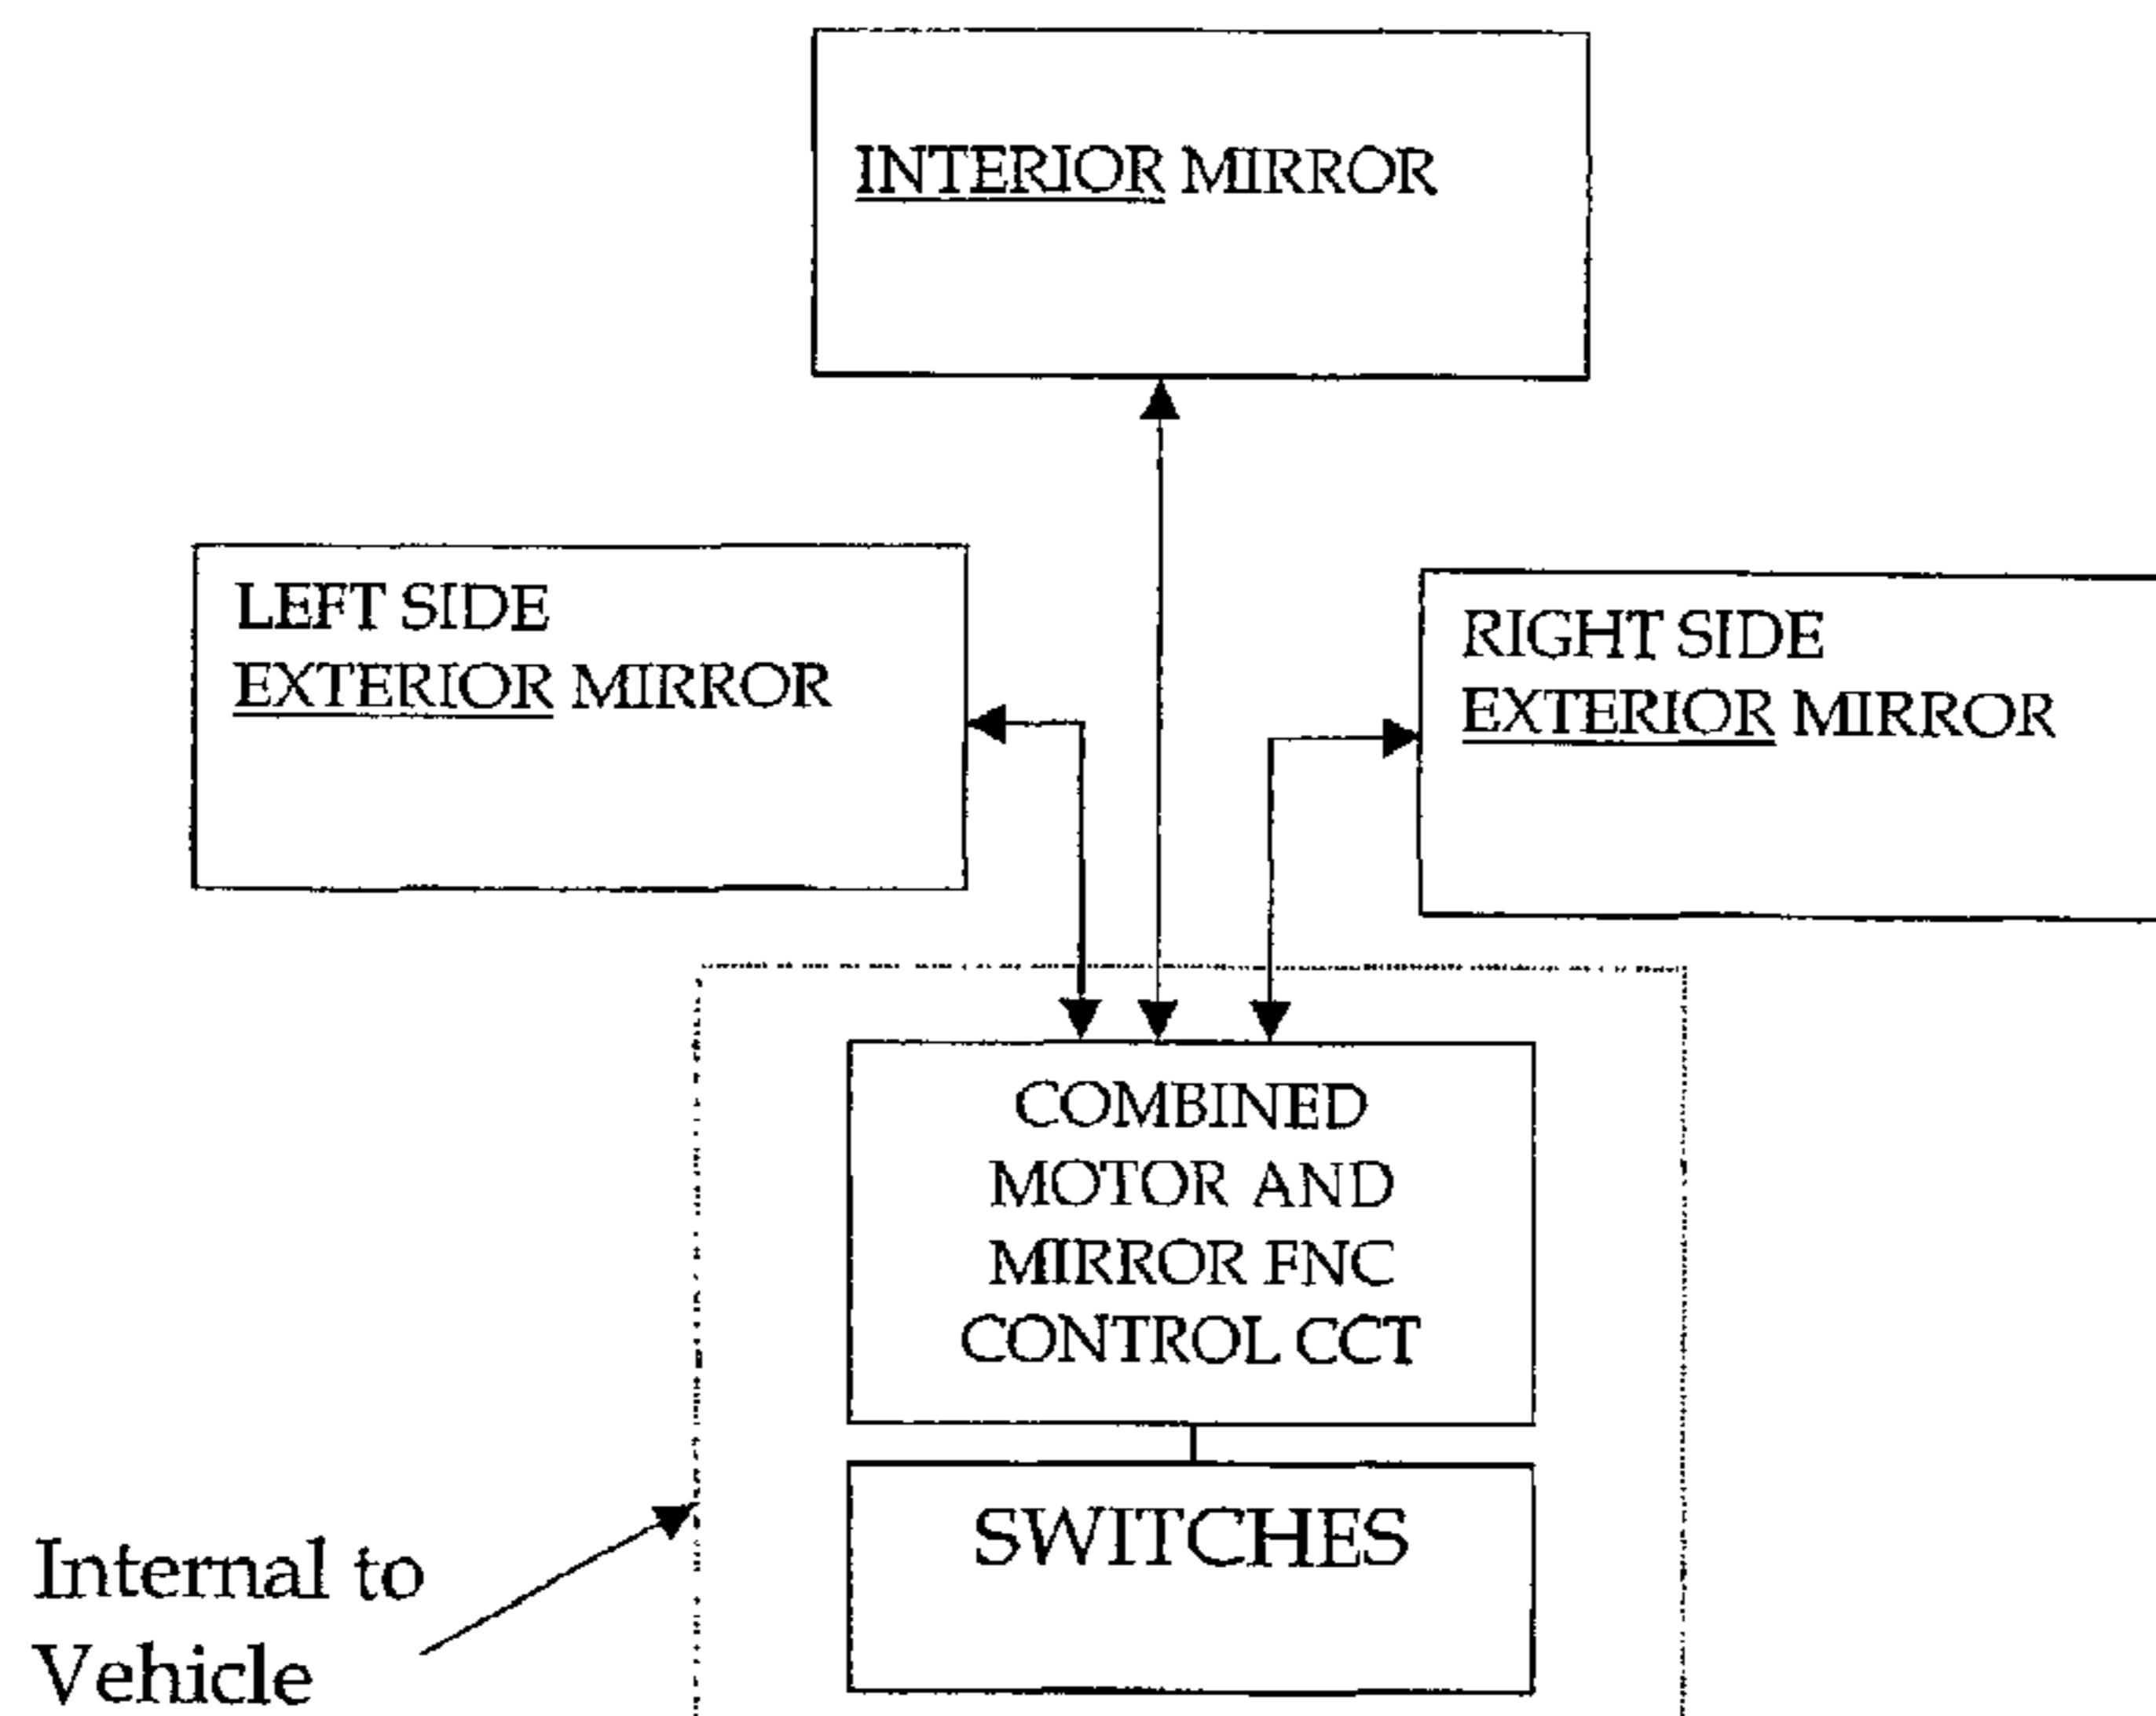 INTERIOR MIRROR
LEFT SIDE
EXTERIOR MIRROR
RIGHT SIDE
EXTERIOR MIRROR
COMBINED
MOTOR AND
MIRROR FNC
CONTROL CCT
SWITCHES
Internal to
Vehicle